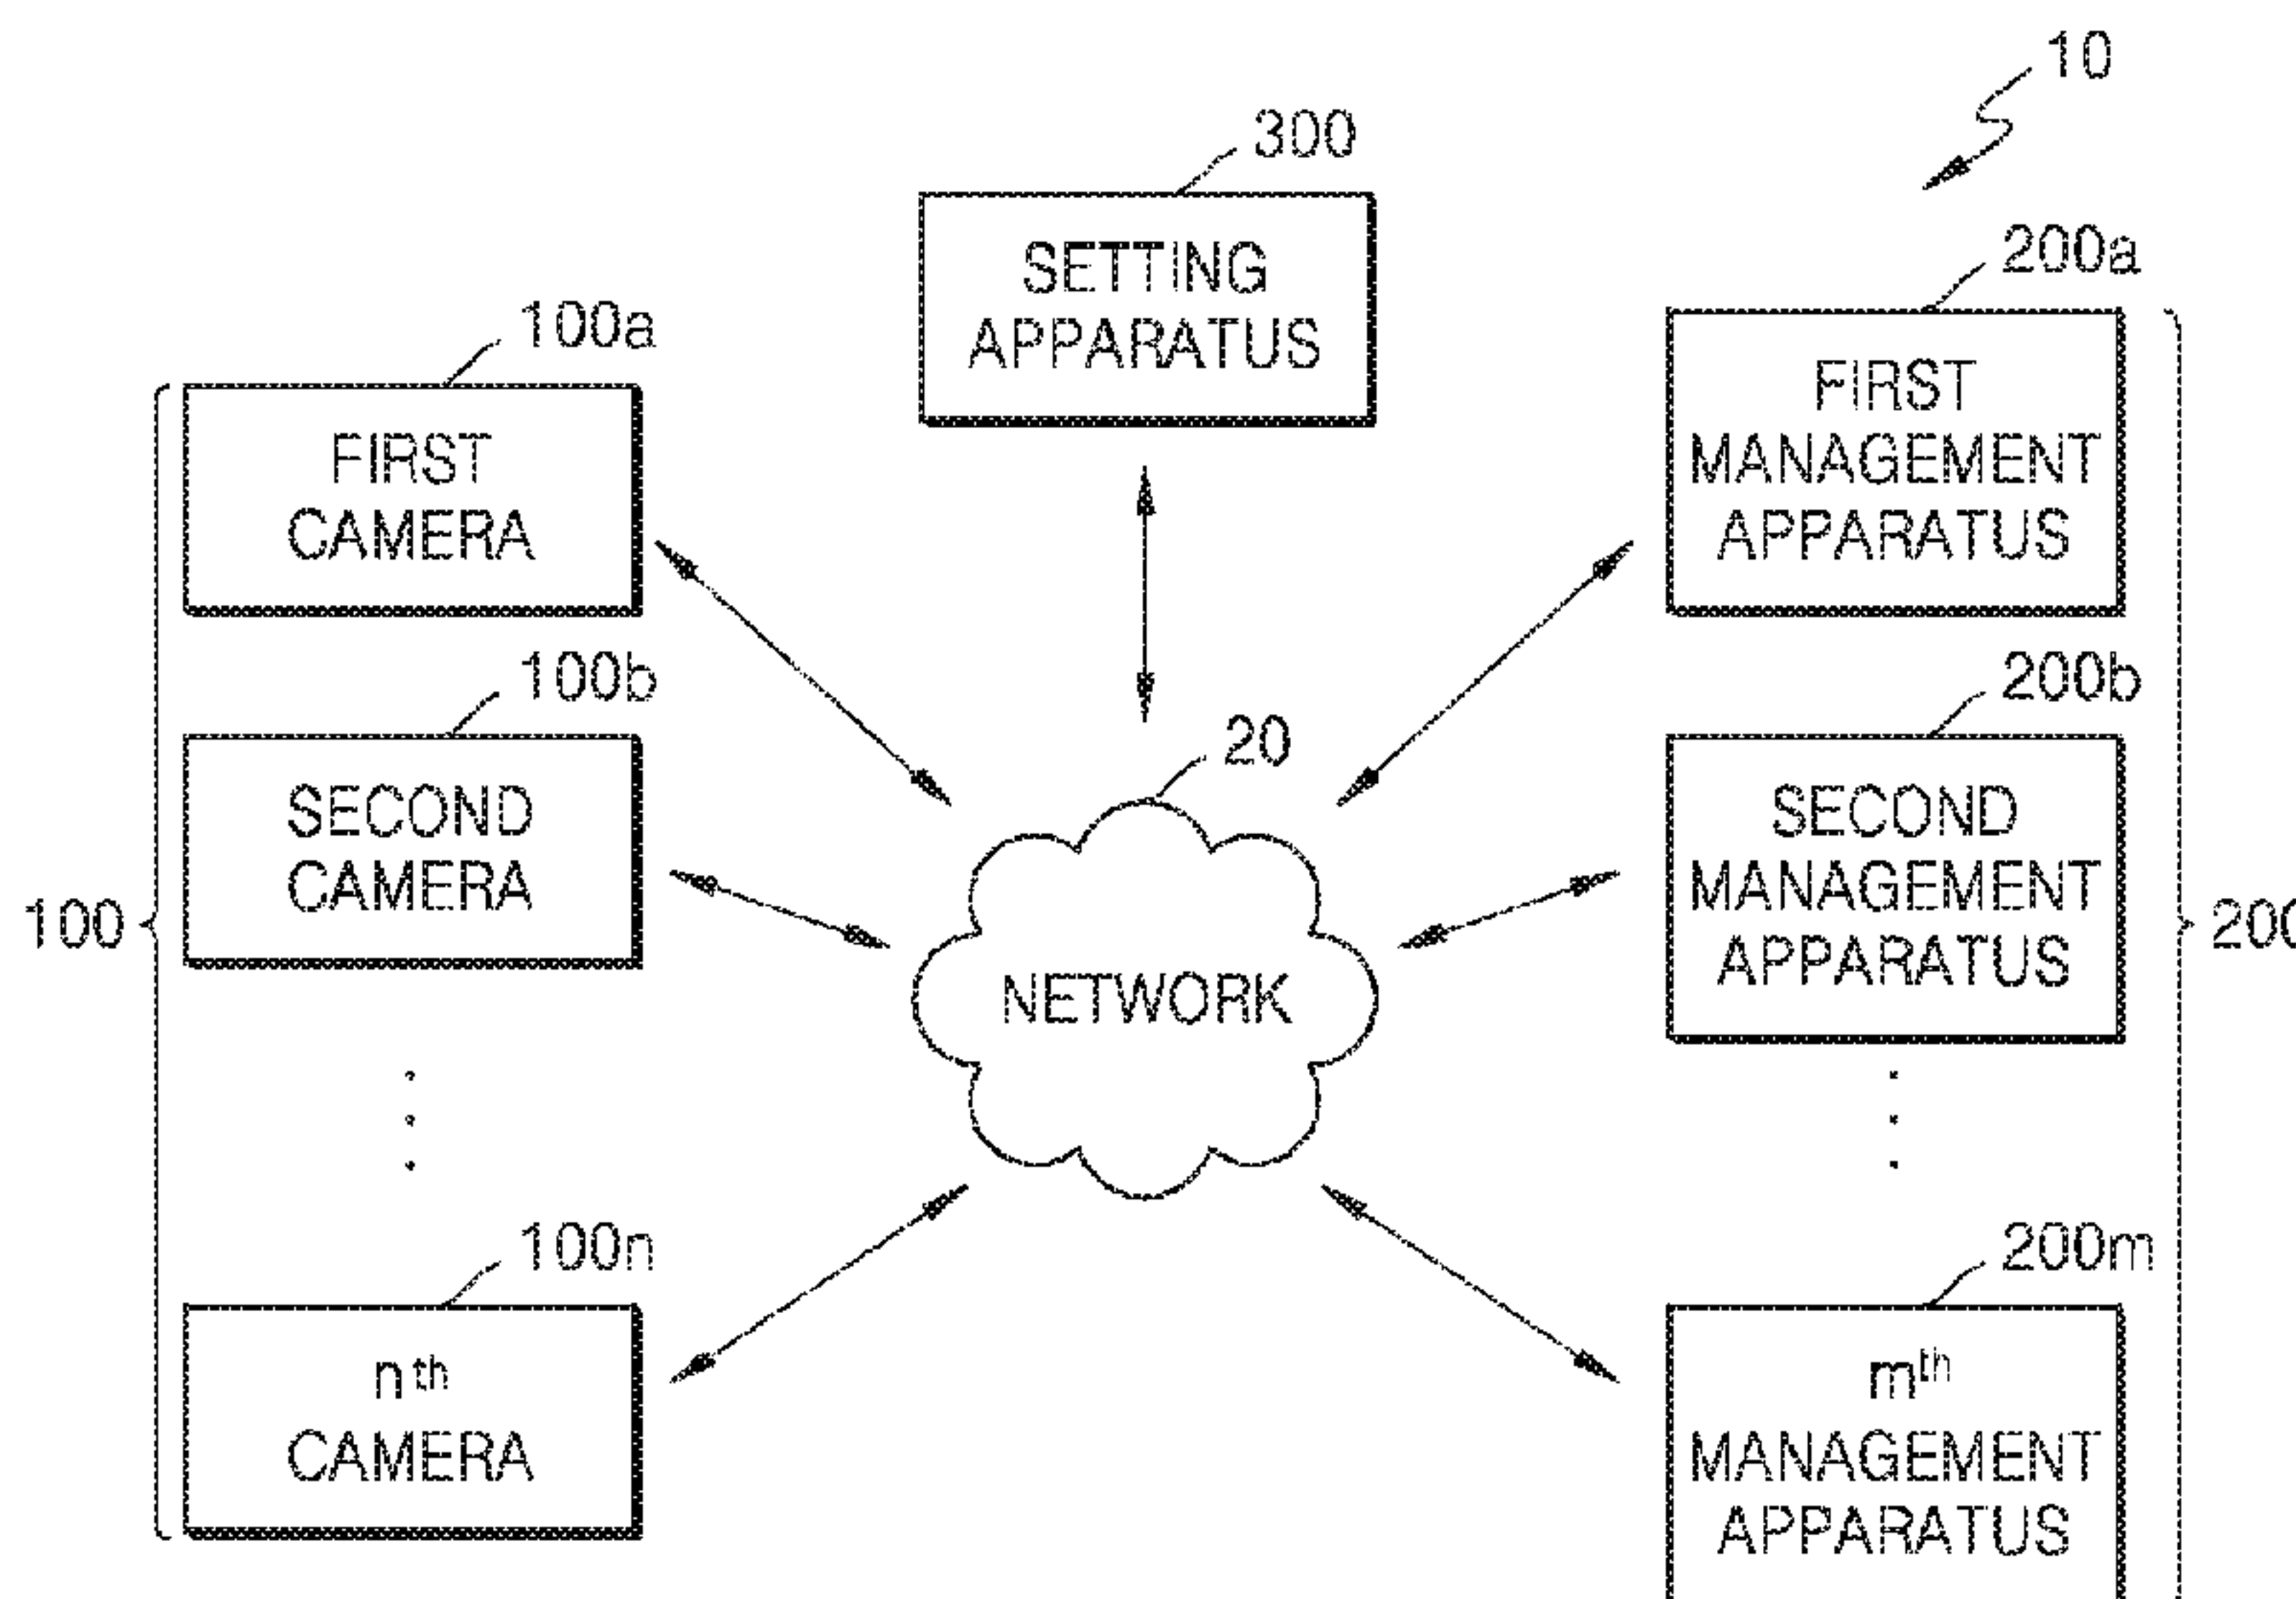 10
300
SETTING
APPARATUS
200a
FIRST
MANAGEMENT
APPARATUS
100a
FIRST
CAMERA
100b
SECOND
CAMERA
20
NETWORK
200b
SECOND
MANAGEMENT
APPARATUS
100
200
100n
nth
CAMERA
200m
mth
MANAGEMENT
APPARATUS